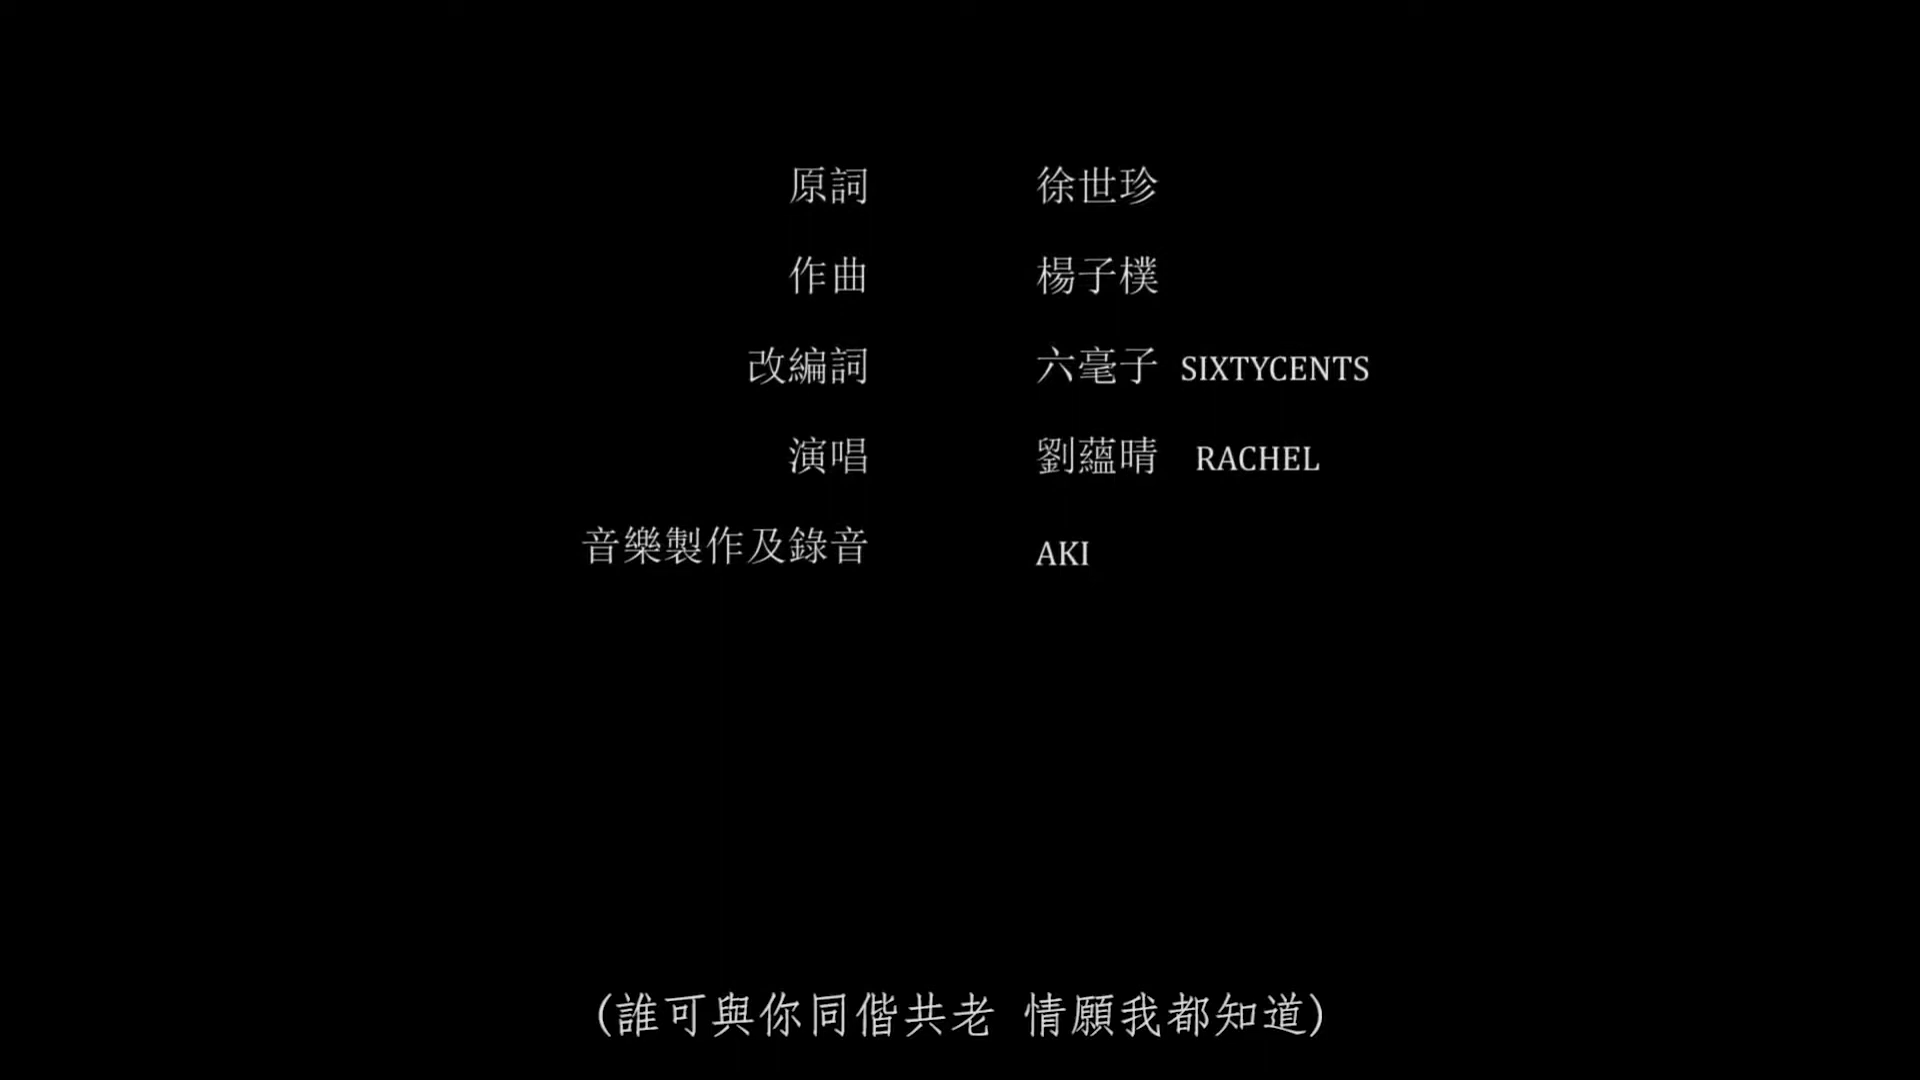 原詞 徐世珍
作曲 楊子樸
改編詞 六毫子 SIXTYCENTS
演唱 劉蘊晴 RACHEL
音樂製作及錄音 AKI
(誰可與你同偕共老 情願我都知道)